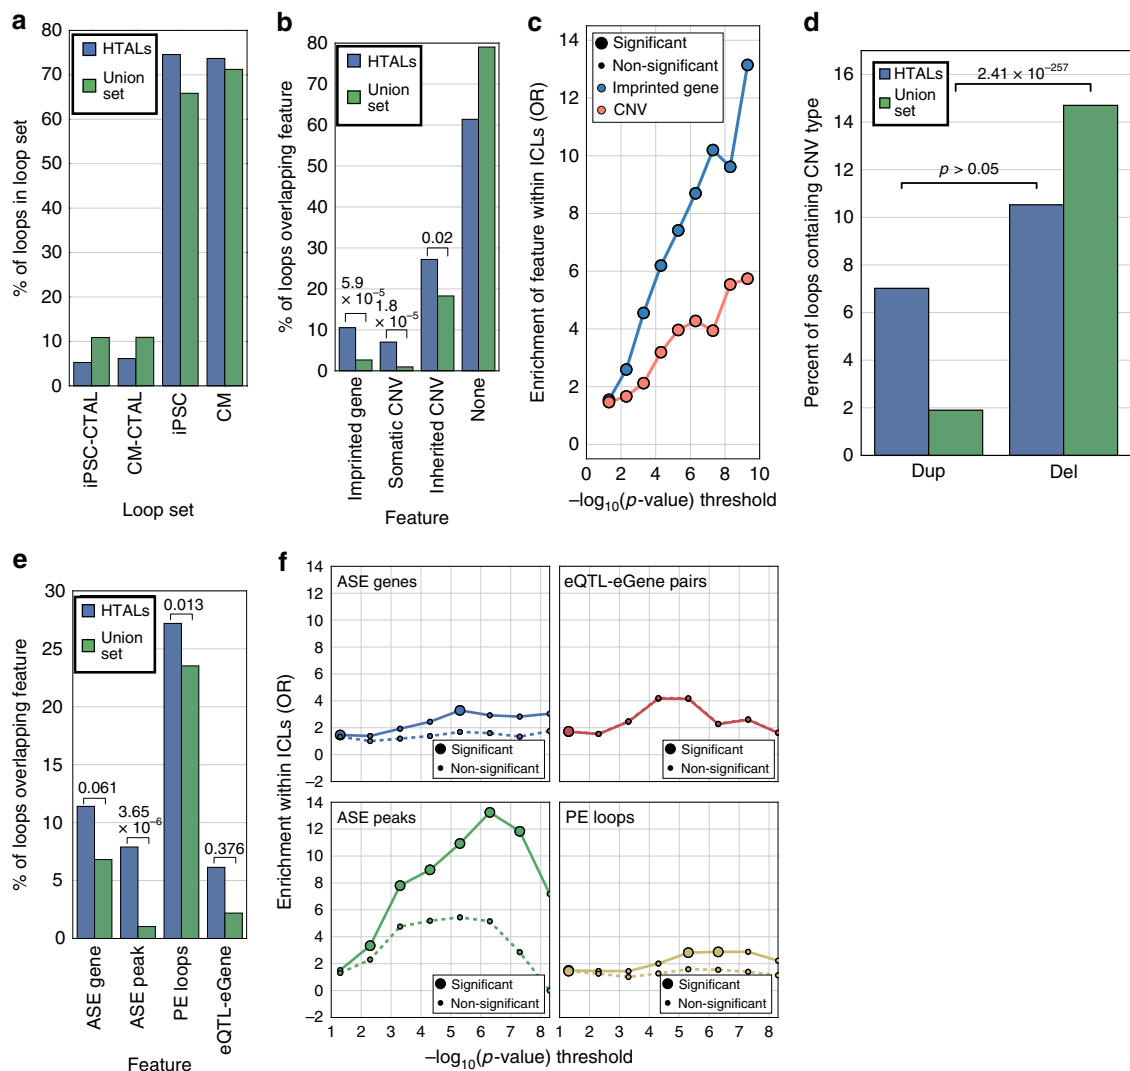 a
80
70
60
50
40
30
20
10
0
% of loops in loop set
HTALs
Union
set
iPSC-CTAL
CM-CTAL
iPSC
CM
Loop set
b
80
70
60
50
40
30
20
10
0
% of loops overlapping feature
HTALs
Union
set
5.9
× 10⁻⁵
1.8
× 10⁻⁵
0.02
Imprinted gene
Somatic CNV
Inherited CNV
None
Feature
c
14
12
10
8
6
4
2
0
Enrichment of feature within ICLs (OR)
Significant
Non-significant
Imprinted gene
CNV
0 2 4 6 8 10
–log₁₀(p-value) threshold
d
16
14
12
10
8
6
4
2
0
Percent of loops containing CNV type
HTALs
Union
set
2.41 × 10⁻²⁵⁷
p > 0.05
Dup Del
e
30
25
20
15
10
5
0
% of loops overlapping feature
HTALs
Union
set
0.013
0.061
3.65
× 10⁻⁶
0.376
ASE gene
ASE peak
PE loops
eQTL-eGene
Feature
f
Enrichment within ICLs (OR)
14
12
10
8
6
4
2
0
–2
ASE genes
Significant
Non-significant
eQTL-eGene pairs
Significant
Non-significant
14
12
10
8
6
4
2
0
–2
ASE peaks
Significant
Non-significant
1 2 3 4 5 6 7 8
PE loops
Significant
Non-significant
1 2 3 4 5 6 7 8
–log₁₀(p-value) threshold